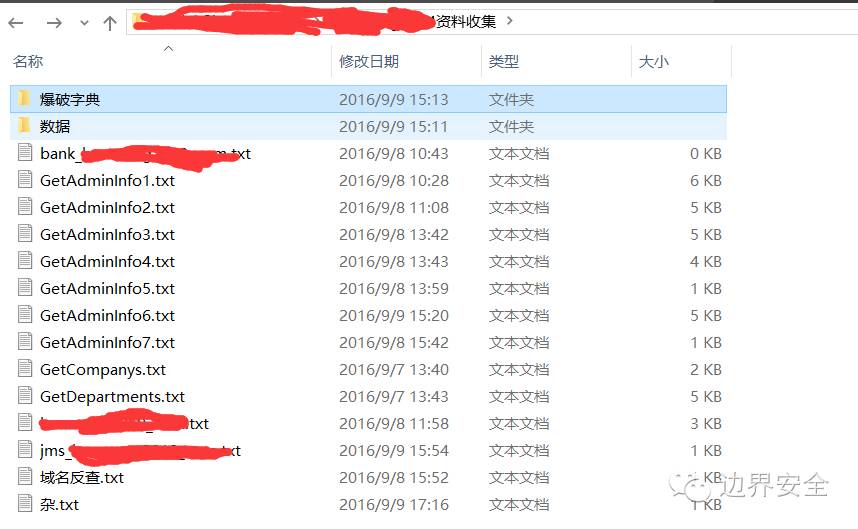 资料收集
名称 修改日期 类型 大小
爆破字典 2016/9/9 15:13 文件夹
数据 2016/9/9 15:11 文件夹
bank_ .txt 2016/9/8 10:43 文本文档 0 KB
GetAdminInfo1.txt 2016/9/8 10:28 文本文档 6 KB
GetAdminInfo2.txt 2016/9/8 11:08 文本文档 5 KB
GetAdminInfo3.txt 2016/9/8 13:42 文本文档 5 KB
GetAdminInfo4.txt 2016/9/8 13:43 文本文档 4 KB
GetAdminInfo5.txt 2016/9/8 13:59 文本文档 1 KB
GetAdminInfo6.txt 2016/9/9 15:20 文本文档 5 KB
GetAdminInfo7.txt 2016/9/8 15:42 文本文档 1 KB
GetCompanys.txt 2016/9/7 13:40 文本文档 2 KB
GetDepartments.txt 2016/9/7 13:43 文本文档 5 KB
.txt 2016/9/8 11:58 文本文档 3 KB
jms_ .txt 2016/9/9 15:54 文本文档 1 KB
域名反查.txt 2016/9/8 15:52 文本文档 KB
杂.txt 2016/9/9 17:16 文本文档 1 KB
边界安全